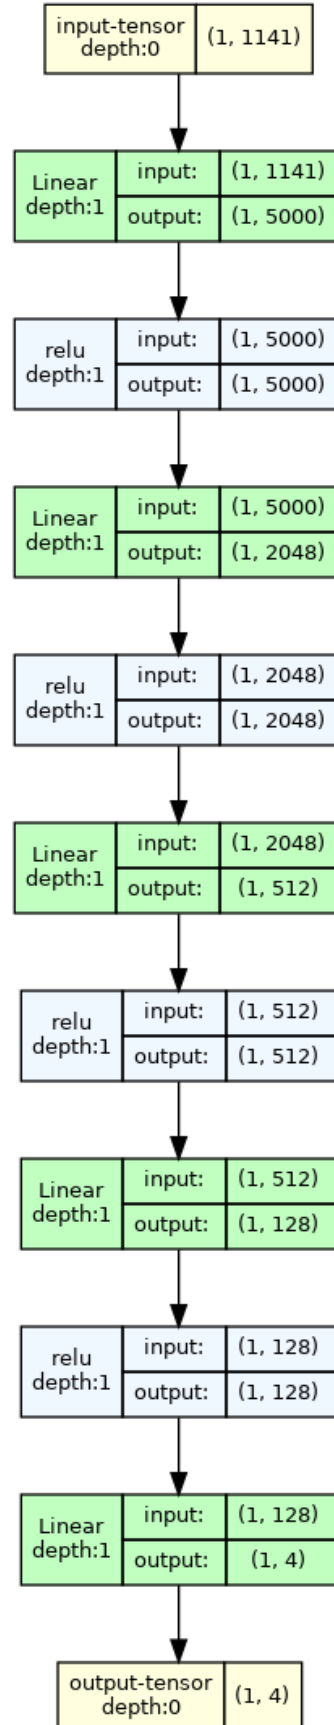 input-tensor
depth:0
(1, 1141)
Linear
depth:1
input:
(1, 1141)
output:
(1, 5000)
relu
depth:1
input:
(1, 5000)
output:
(1, 5000)
Linear
depth:1
input:
(1, 5000)
output:
(1, 2048)
relu
depth:1
input:
(1, 2048)
output:
(1, 2048)
Linear
depth:1
input:
(1, 2048)
output:
(1, 512)
relu
depth:1
input:
(1, 512)
output:
(1, 512)
Linear
depth:1
input:
(1, 512)
output:
(1, 128)
relu
depth:1
input:
(1, 128)
output:
(1, 128)
Linear
depth:1
input:
(1, 128)
output:
(1, 4)
output-tensor
depth:0
(1, 4)